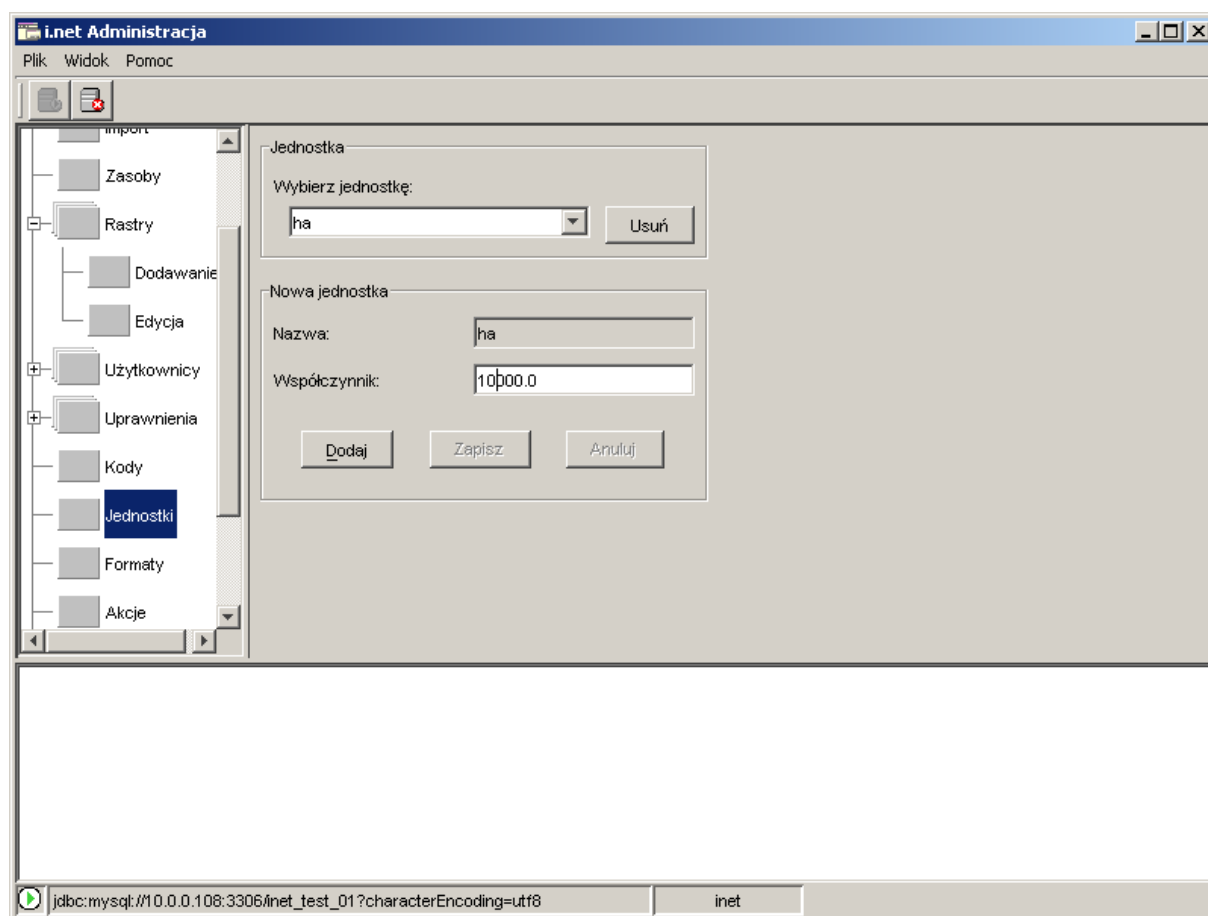 i.net Administracja
Plik Widok Pomoc
Import
Zasoby
Rastry
Dodawanie
Edycja
Użytkownicy
Uprawnienia
Kody
Jednostki
Formaty
Akcje
Jednostka
Wybierz jednostkę:
ha
Usuń
Nowa jednostka
Nazwa: ha
Współczynnik: 10000.0
Dodaj Zapisz Anuluj
jdbc:mysql://10.0.0.108:3306/inet_test_01?characterEncoding=utf8 inet